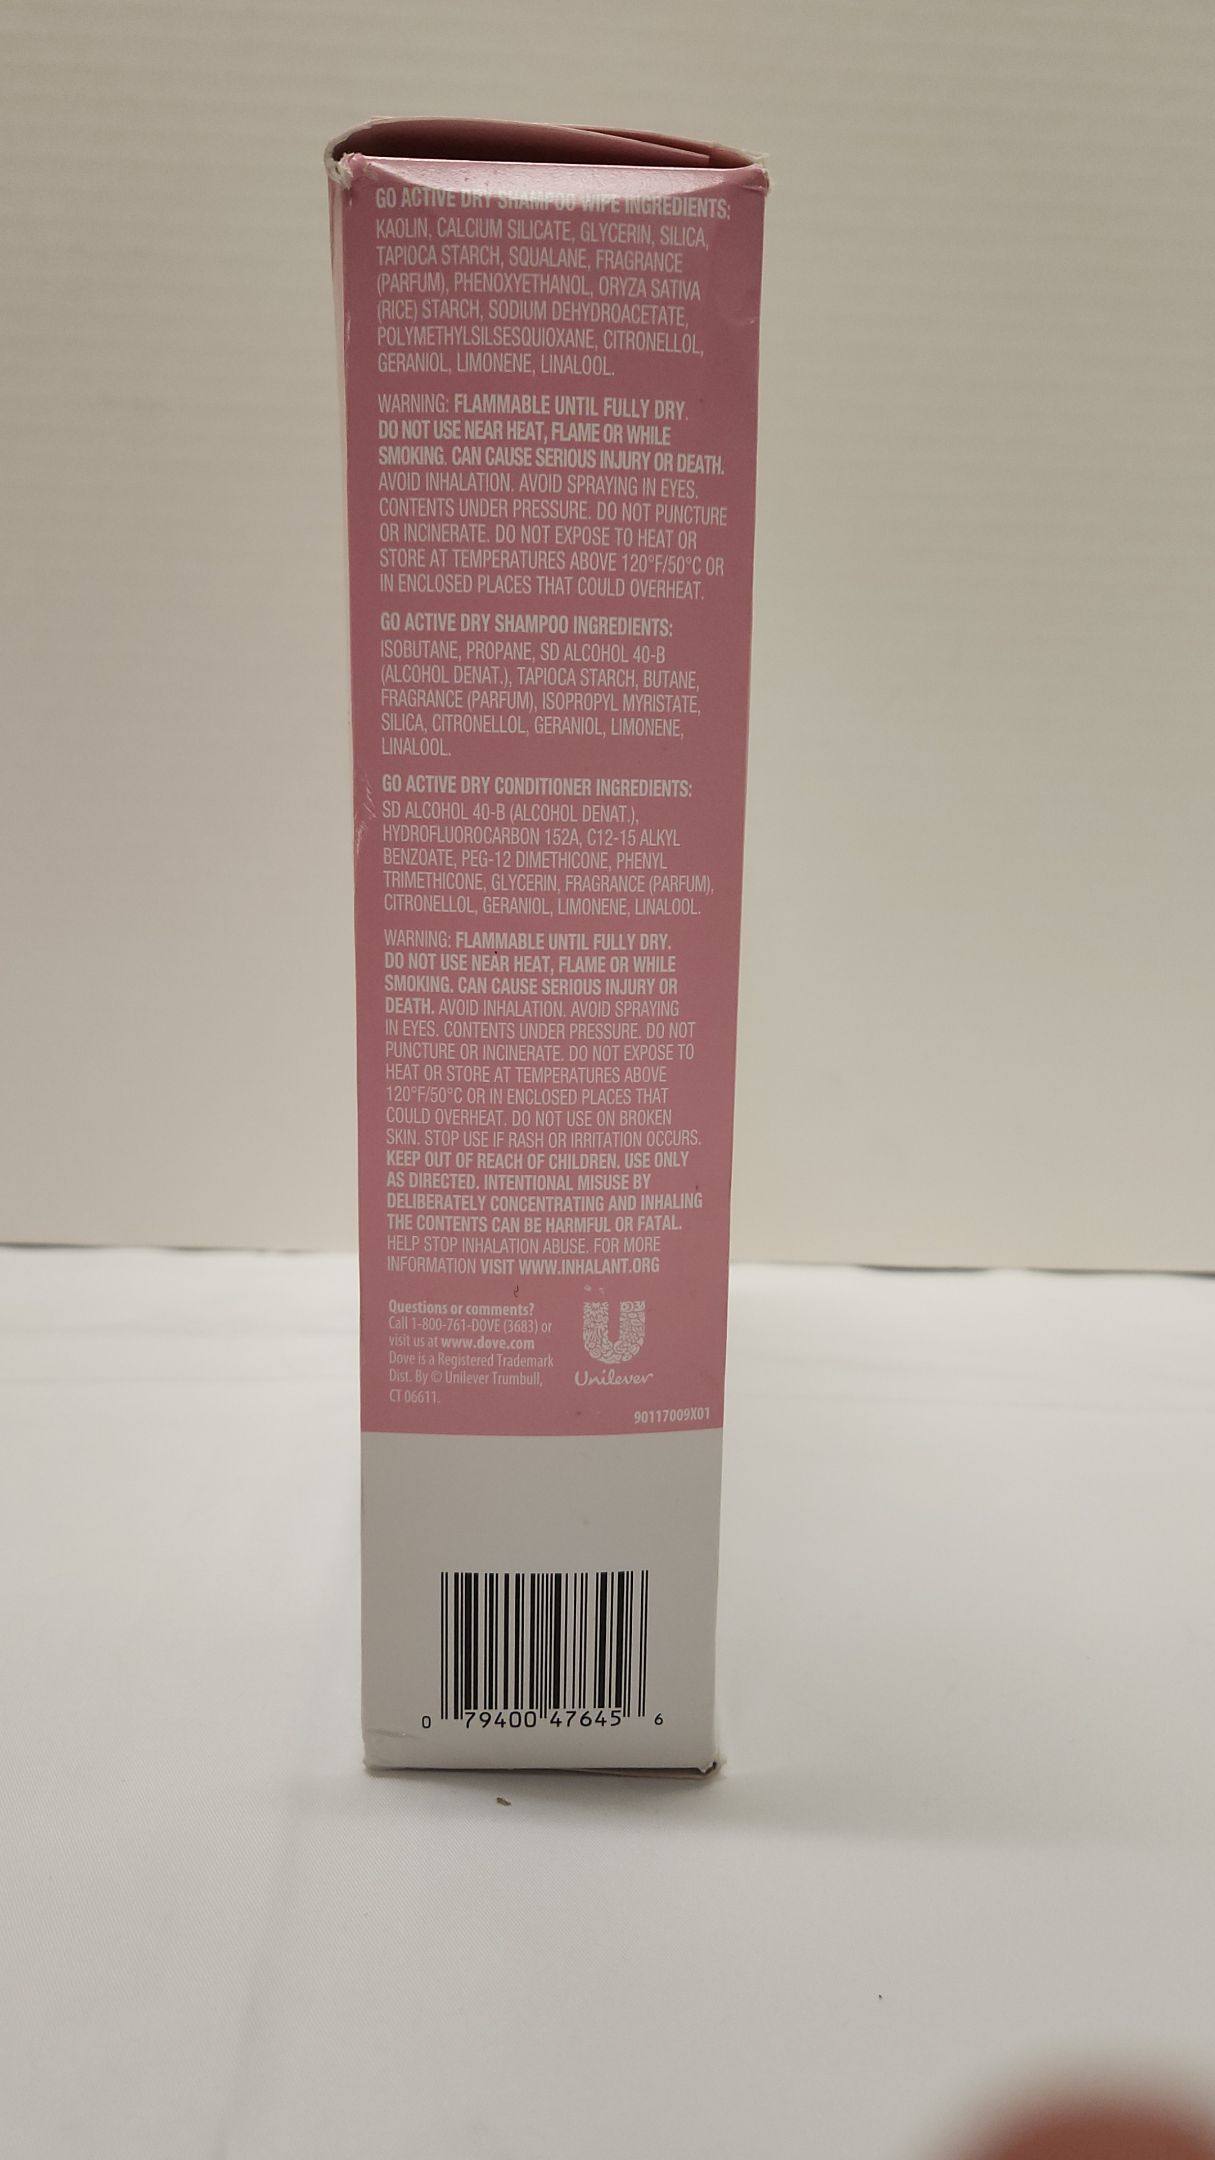 GO ACTIVE DRY SHAMPOO WIPE INGREDIENTS:
KAOLIN, CALCIUM SILICATE, GLYCERIN, SILICA,
TAPIOCA STARCH, SQUALANE, FRAGRANCE
(PARFUM), PHENOXYETHANOL, ORYZA SATIVA
(RICE) STARCH, SODIUM DEHYDROACETATE,
POLYMETHYLSILSESQUIOXANE, CITRONELLOL,
GERANIOL, LIMONENE, LINALOOL.
WARNING: FLAMMABLE UNTIL FULLY DRY.
DO NOT USE NEAR HEAT, FLAME OR WHILE
SMOKING. CAN CAUSE SERIOUS INJURY OR DEATH.
AVOID INHALATION. AVOID SPRAYING IN EYES.
CONTENTS UNDER PRESSURE. DO NOT PUNCTURE
OR INCINERATE. DO NOT EXPOSE TO HEAT OR
STORE AT TEMPERATURES ABOVE 120°F/50°C OR
IN ENCLOSED PLACES THAT COULD OVERHEAT.
GO ACTIVE DRY SHAMPOO INGREDIENTS:
ISOBUTANE, PROPANE, SD ALCOHOL 40-B
(ALCOHOL DENAT.), TAPIOCA STARCH, BUTANE,
FRAGRANCE (PARFUM), ISOPROPYL MYRISTATE,
SILICA, CITRONELLOL, GERANIOL, LIMONENE,
LINALOOL.
GO ACTIVE DRY CONDITIONER INGREDIENTS:
SD ALCOHOL 40-B (ALCOHOL DENAT.),
HYDROFLUOROCARBON 152A, C12-15 ALKYL
BENZOATE, PEG-12 DIMETHICONE, PHENYL
TRIMETHICONE, GLYCERIN, FRAGRANCE (PARFUM),
CITRONELLOL, GERANIOL, LIMONENE, LINALOOL.
WARNING: FLAMMABLE UNTIL FULLY DRY.
DO NOT USE NEAR HEAT, FLAME OR WHILE
SMOKING. CAN CAUSE SERIOUS INJURY OR
DEATH. AVOID INHALATION. AVOID SPRAYING
IN EYES. CONTENTS UNDER PRESSURE. DO NOT
PUNCTURE OR INCINERATE. DO NOT EXPOSE TO
HEAT OR STORE AT TEMPERATURES ABOVE
120°F/50°C OR IN ENCLOSED PLACES THAT
COULD OVERHEAT. DO NOT USE ON BROKEN
SKIN. STOP USE IF RASH OR IRRITATION OCCURS.
KEEP OUT OF REACH OF CHILDREN. USE ONLY
AS DIRECTED. INTENTIONAL MISUSE BY
DELIBERATELY CONCENTRATING AND INHALING
THE CONTENTS CAN BE HARMFUL OR FATAL.
HELP STOP INHALATION ABUSE. FOR MORE
INFORMATION VISIT WWW.INHALANT.ORG
Questions or comments?
Call 1-800-761-DOVE (3683) or
visit us at www.dove.com
Dove is a Registered Trademark
Dist. By © Unilever Trumbull,
CT 06611.
Unilever
90117009X01
0 79400 47645 6